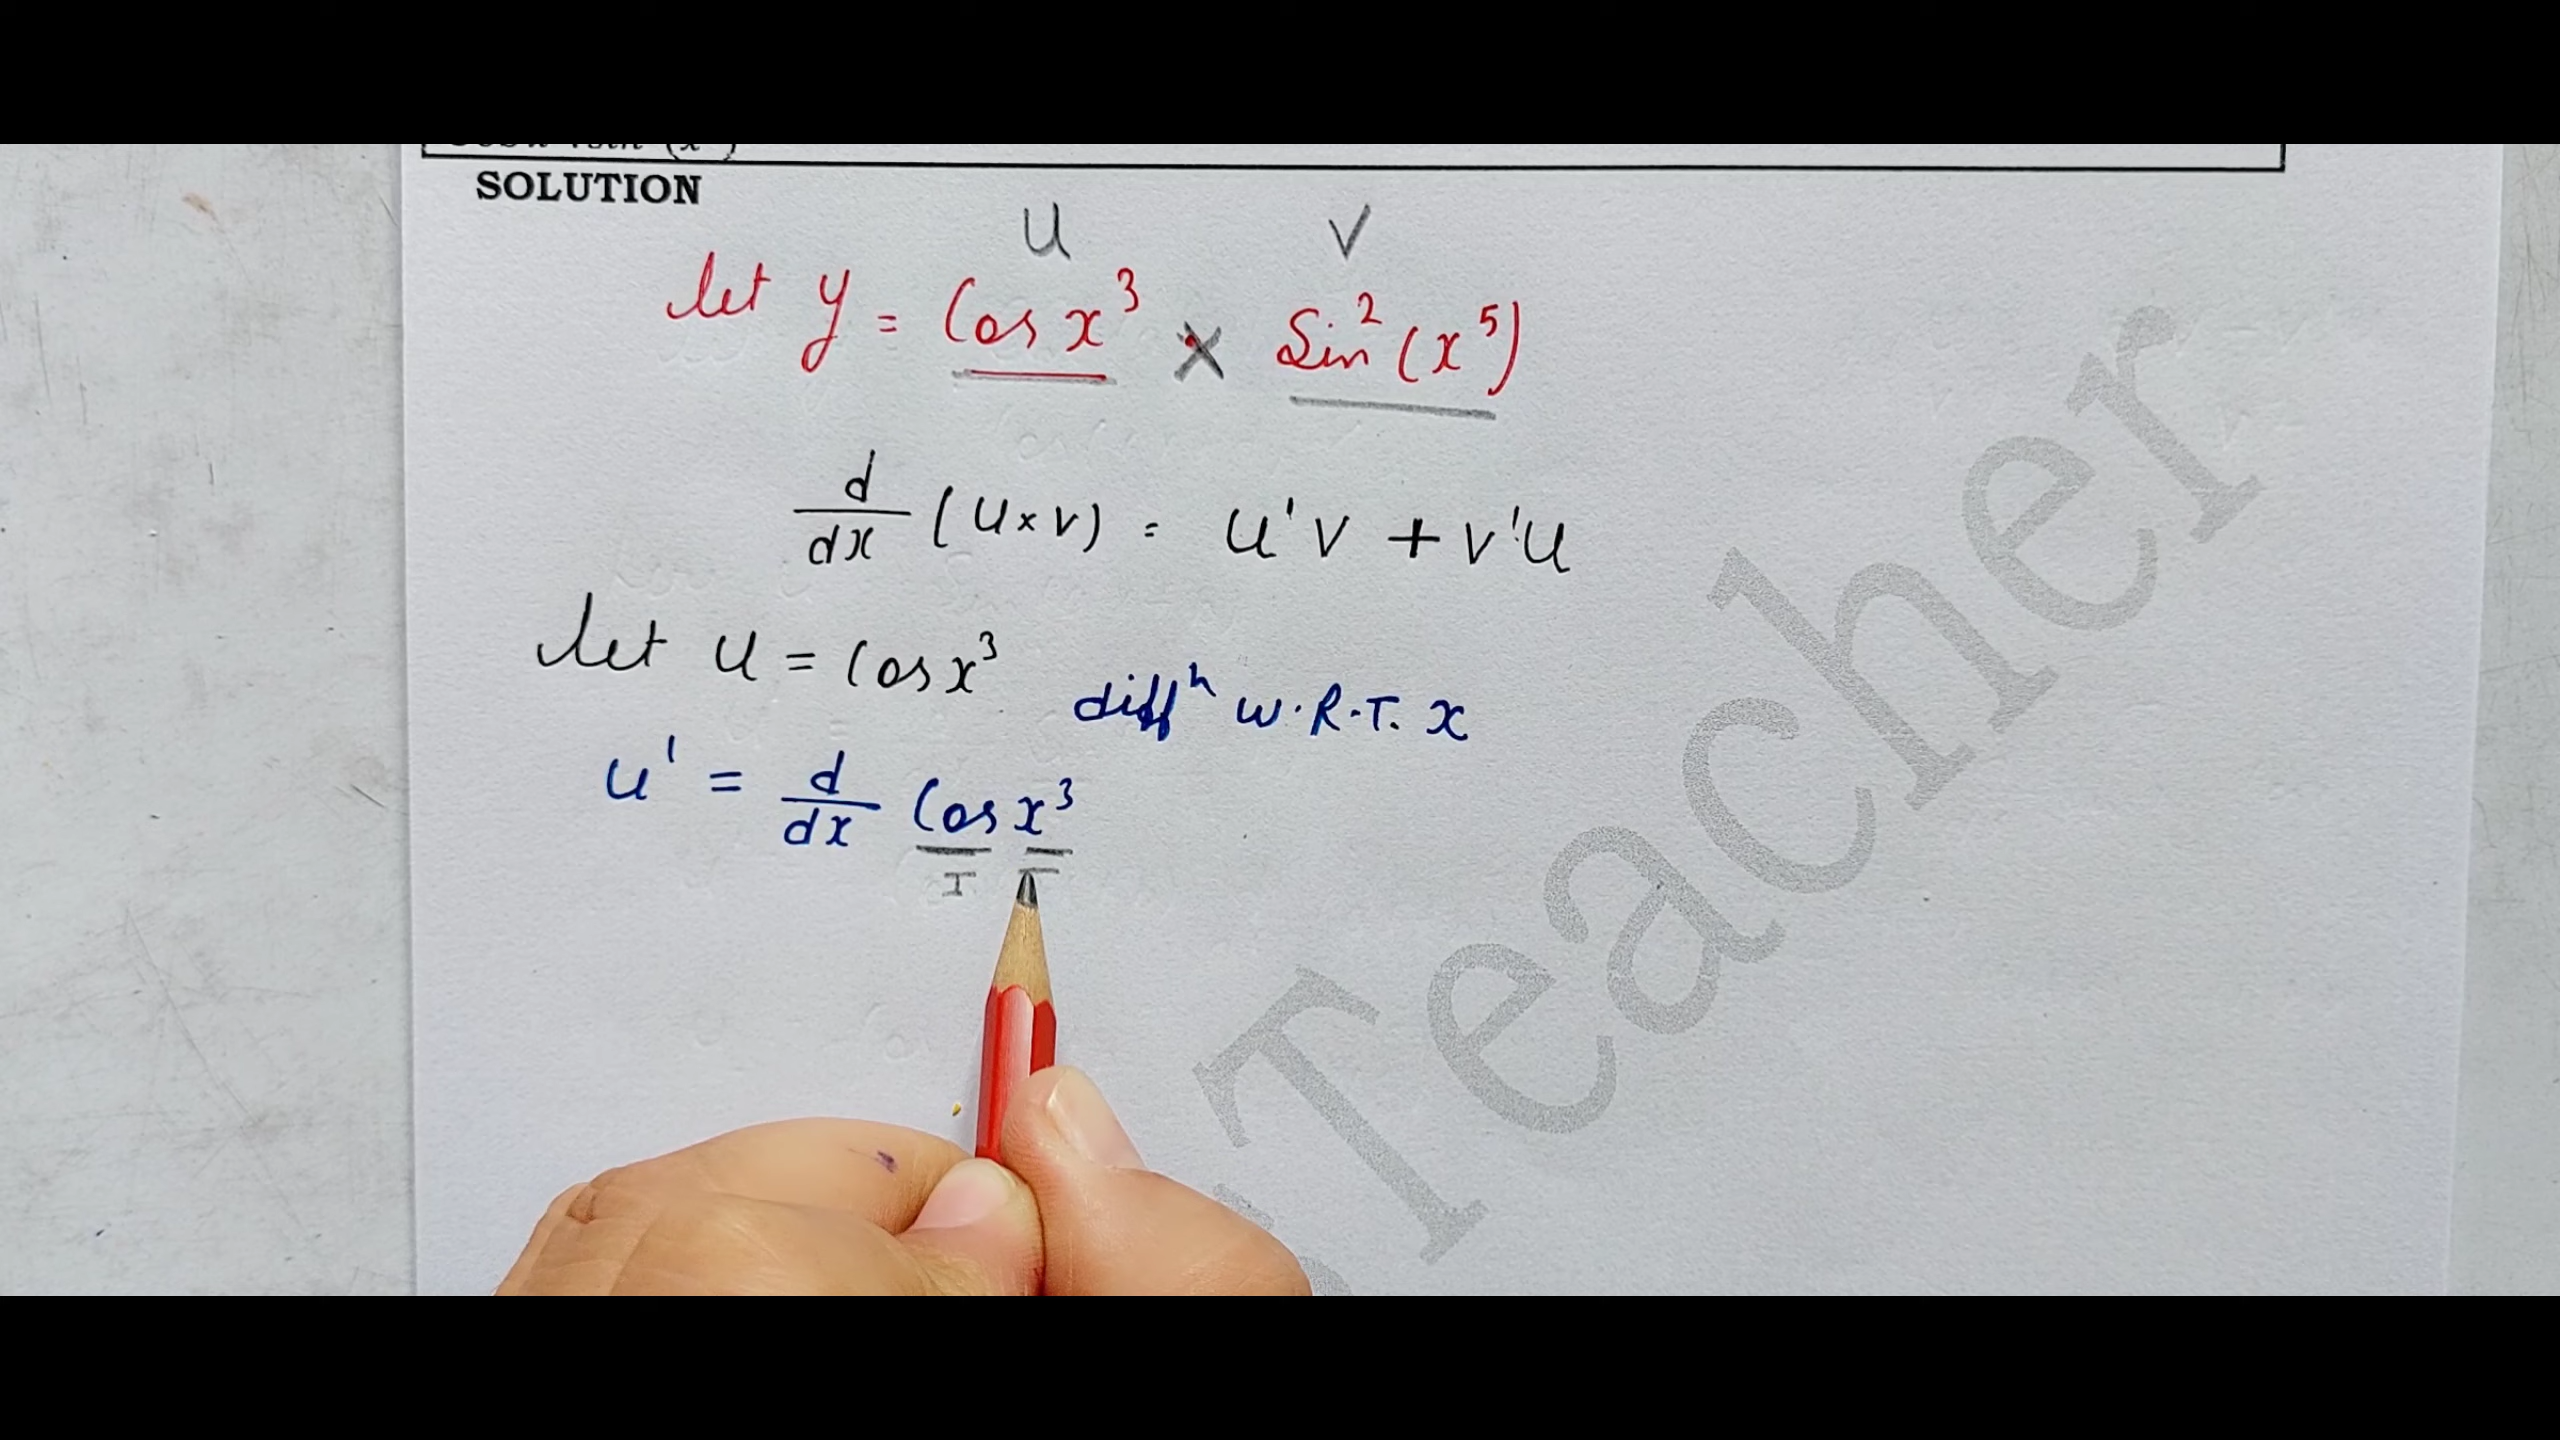 SOLUTION
U V
let y = Cos x³ × Sin² (x⁵)
d/dx (U × V) = U'V + V'U
let U = Cos x³
diffⁿ W.R.T. x
u' = d/dx Cos x³
I
Teacher